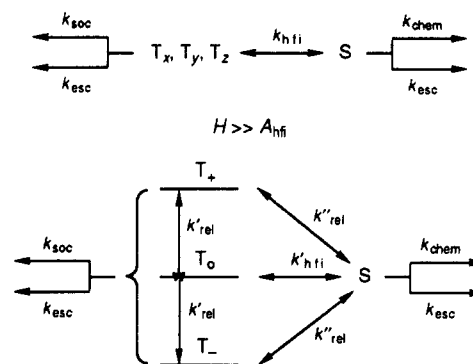 k_soc k_chem
T_x, T_y, T_z k_hfi S
k_esc k_esc
H >> A_hfi
T_+
k'_rel k''_rel
k_soc T_o k'_hfi S k_chem
k_esc k'_rel k''_rel k_esc
T_-